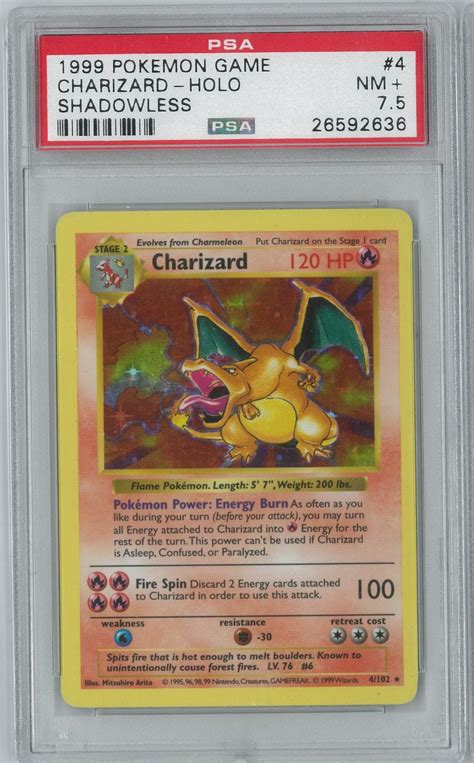 PSA
1999 POKEMON GAME #4
CHARIZARD-HOLO NM+
SHADOWLESS 7.5
PSA 26592636
STAGE 2 Evolves from Charmeleon Put Charizard on the Stage 1 card
Charizard 120 HP
Flame Pokémon. Length: 5' 7", Weight: 200 lbs.
Pokémon Power: Energy Burn As often as you
like during your turn (before your attack), you may turn
all Energy attached to Charizard into Energy for the
rest of the turn. This power can't be used if Charizard
is Asleep, Confused, or Paralyzed.
Fire Spin Discard 2 Energy cards attached
to Charizard in order to use this attack. 100
weakness resistance retreat cost
-30
Spits fire that is hot enough to melt boulders. Known to
unintentionally cause forest fires. LV. 76 #6
Illus. Mitsuhiro Arita © 1995, 96, 98, 99 Nintendo, Creatures, GAMEFREAK. © 1999 Wizards. 4/102 ★